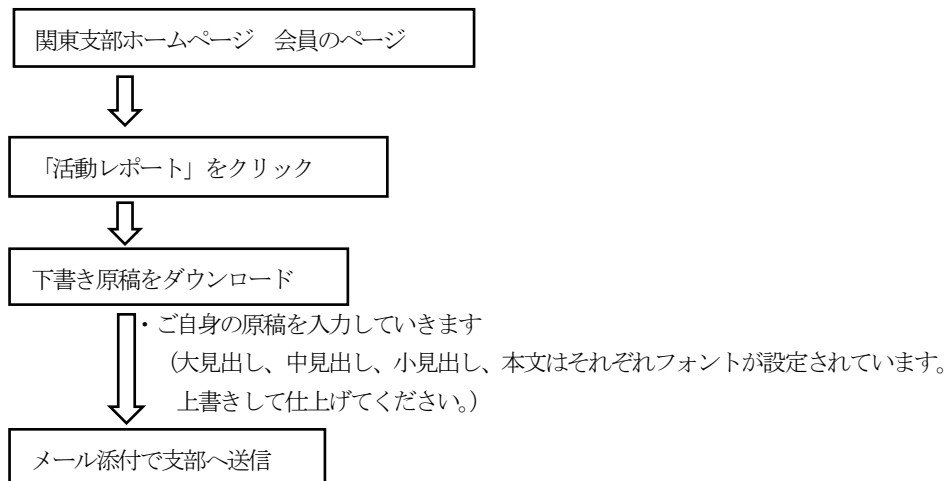 関東支部ホームページ　会員のページ
「活動レポート」をクリック
下書き原稿をダウンロード
・ご自身の原稿を入力していきます
（大見出し、中見出し、小見出し、本文はそれぞれフォントが設定されています。
上書きして仕上げてください。）
メール添付で支部へ送信